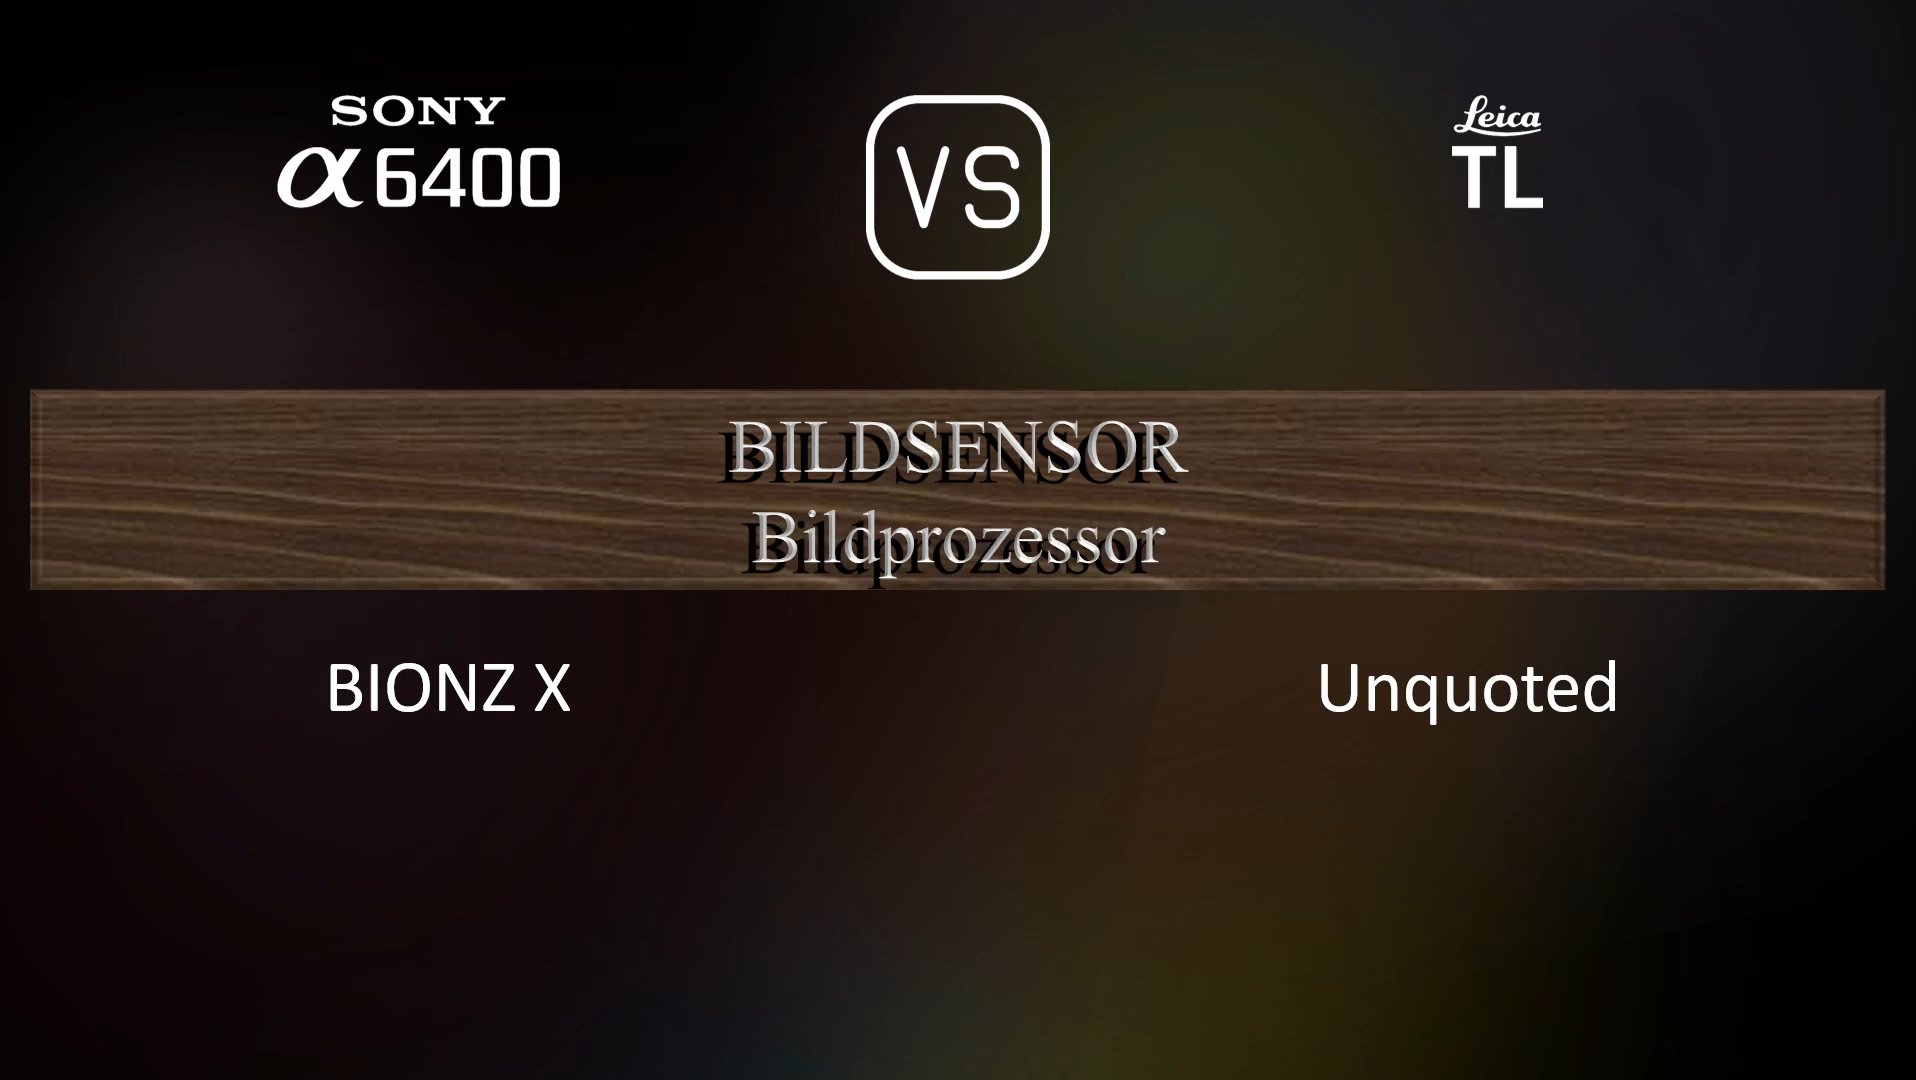 SONY
α6400
VS
Leica
TL
BILDSENSOR
Bildprozessor
BIONZ X
Unquoted